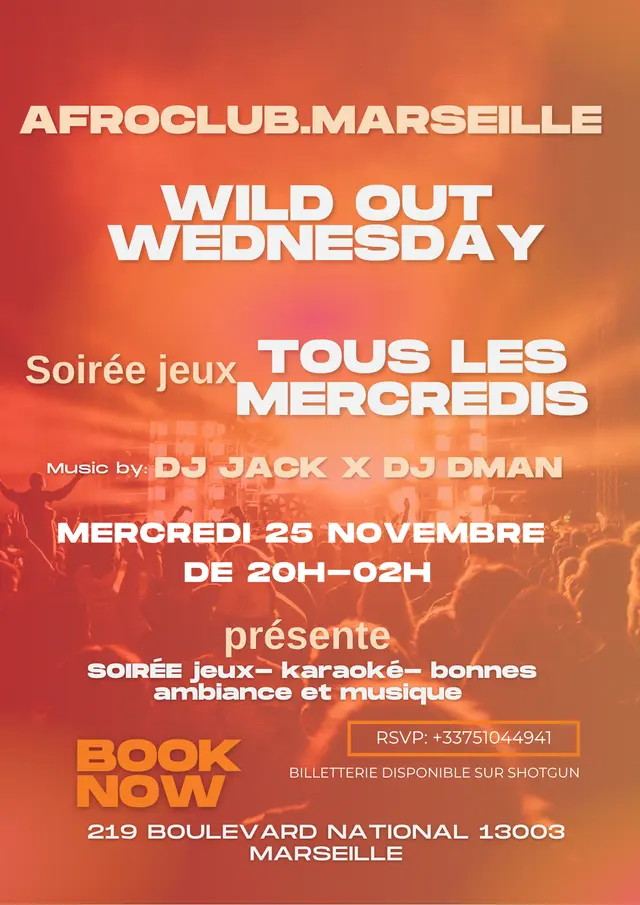 AFROCLUB.MARSEILLE
WILD OUT
WEDNESDAY
Soirée jeux
TOUS LES
MERCREDIS
Music by: DJ JACK X DJ DMAN
MERCREDI 25 NOVEMBRE
DE 20H-02H
présente
SOIRÉE jeux- karaoké- bonnes
ambiance et musique
RSVP: +33751044941
BILLETTERIE DISPONIBLE SUR SHOTGUN
BOOK
NOW
219 BOULEVARD NATIONAL 13003
MARSEILLE